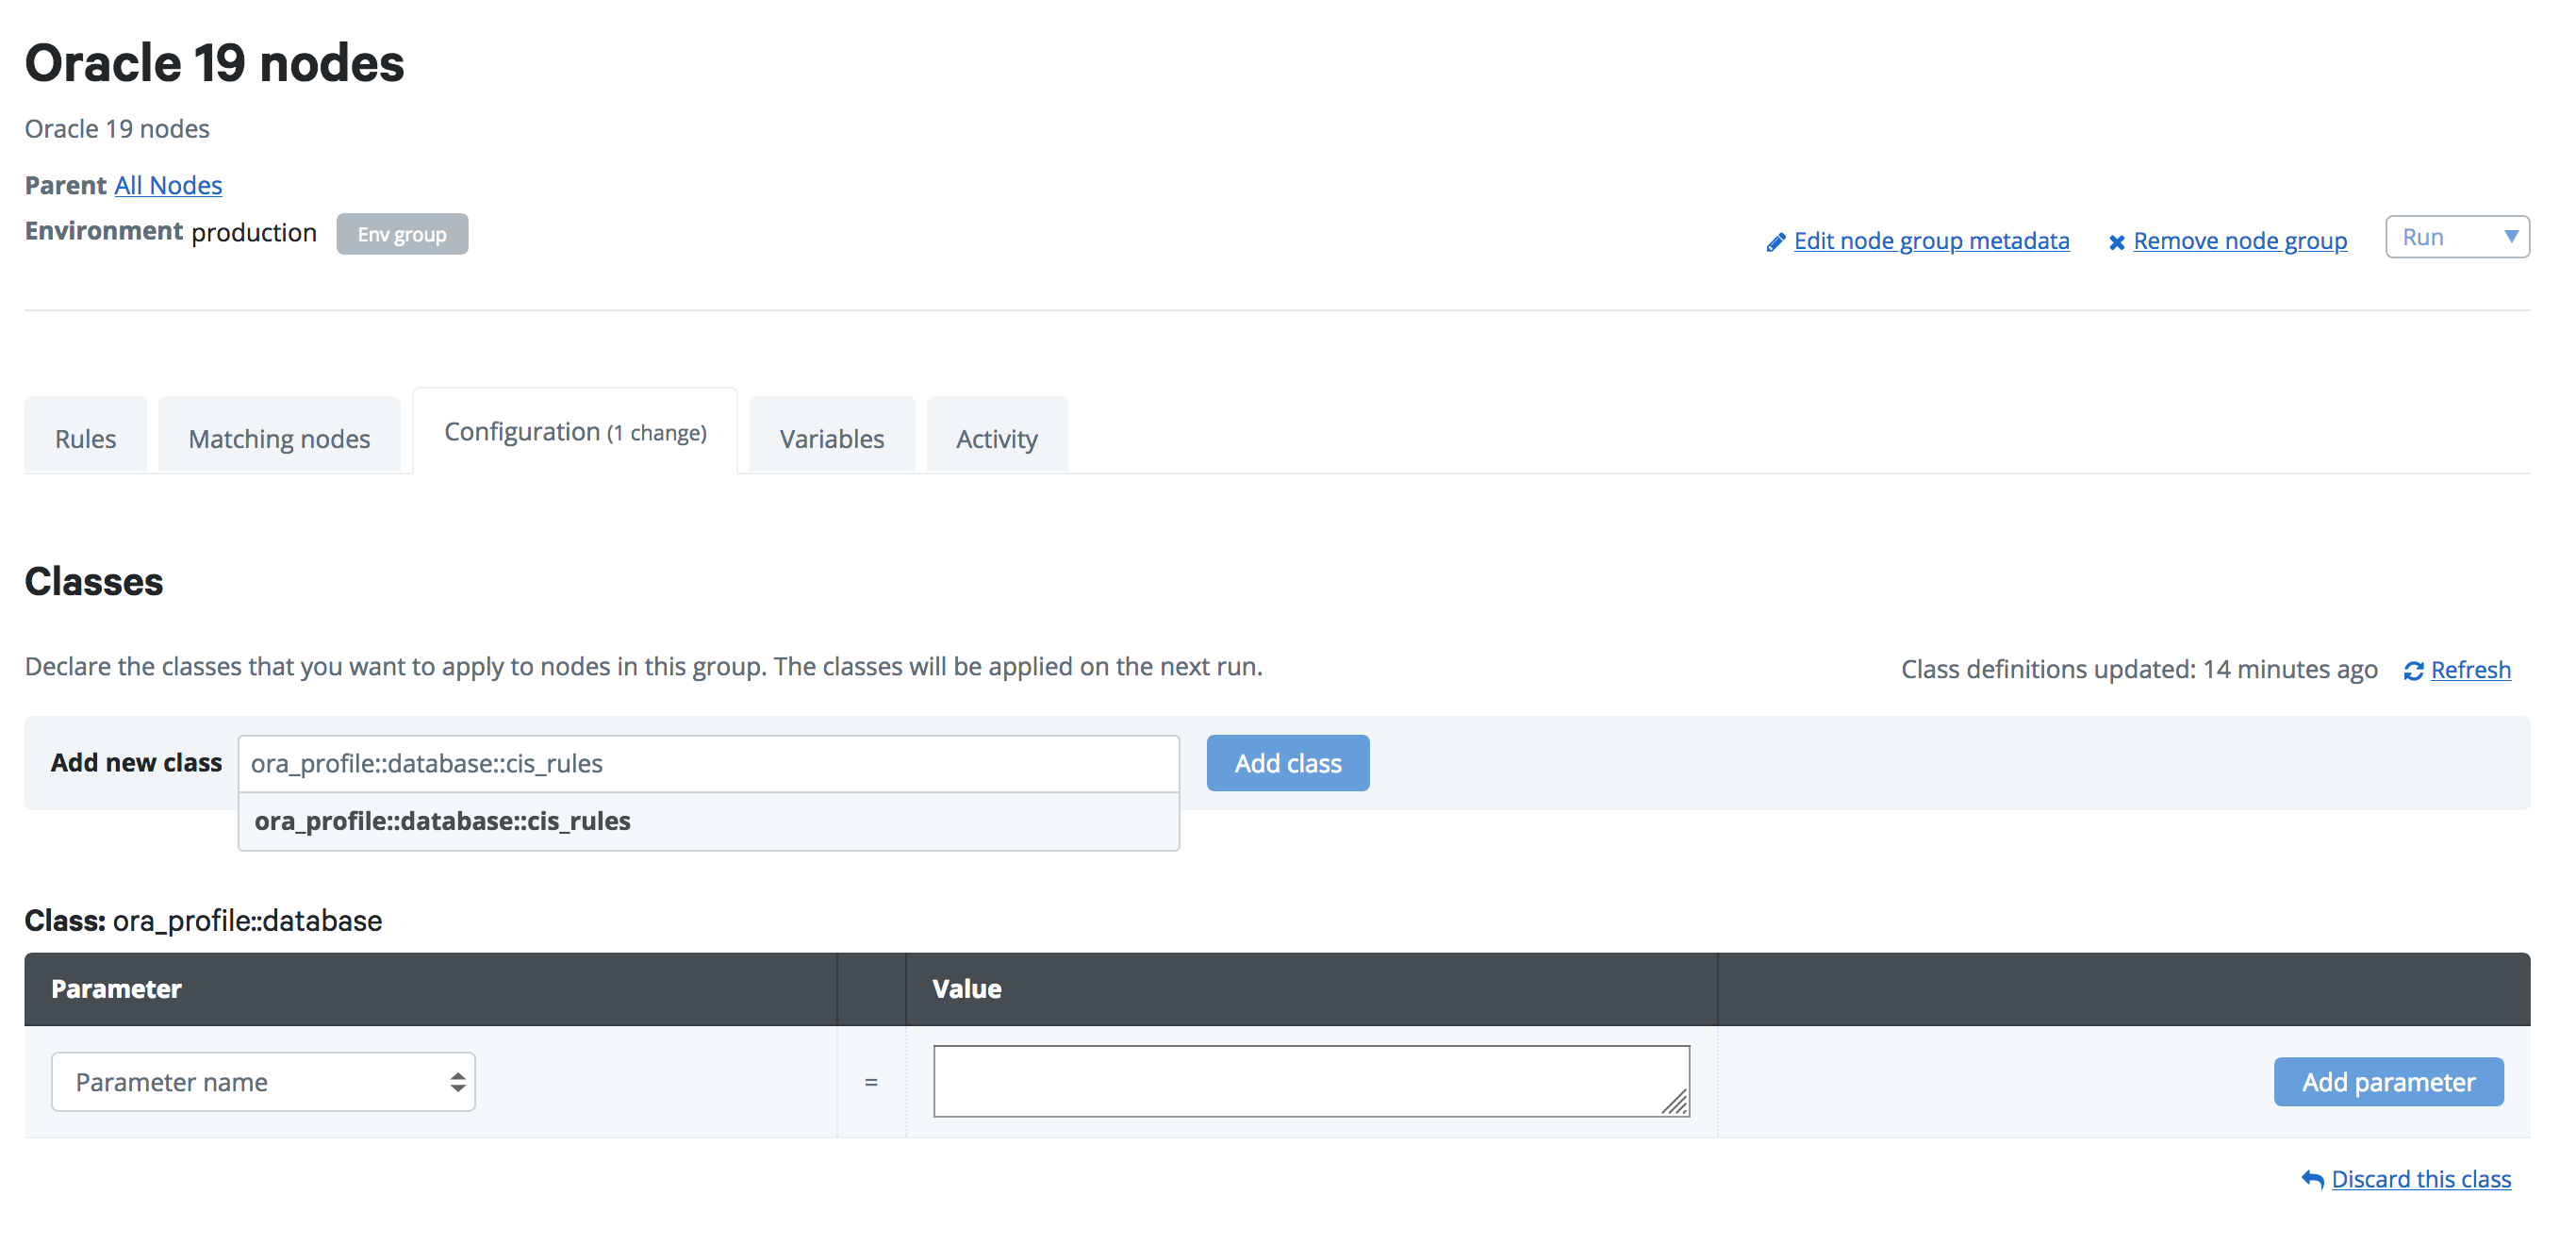 Oracle 19 nodes
Oracle 19 nodes
Parent All Nodes
Environment production Env group
Edit node group metadata Remove node group Run
Rules Matching nodes Configuration (1 change) Variables Activity
Classes
Declare the classes that you want to apply to nodes in this group. The classes will be applied on the next run.
Class definitions updated: 14 minutes ago Refresh
Add new class ora_profile::database::cis_rules Add class
ora_profile::database::cis_rules
Class: ora_profile::database
Parameter Value
Parameter name = Add parameter
Discard this class